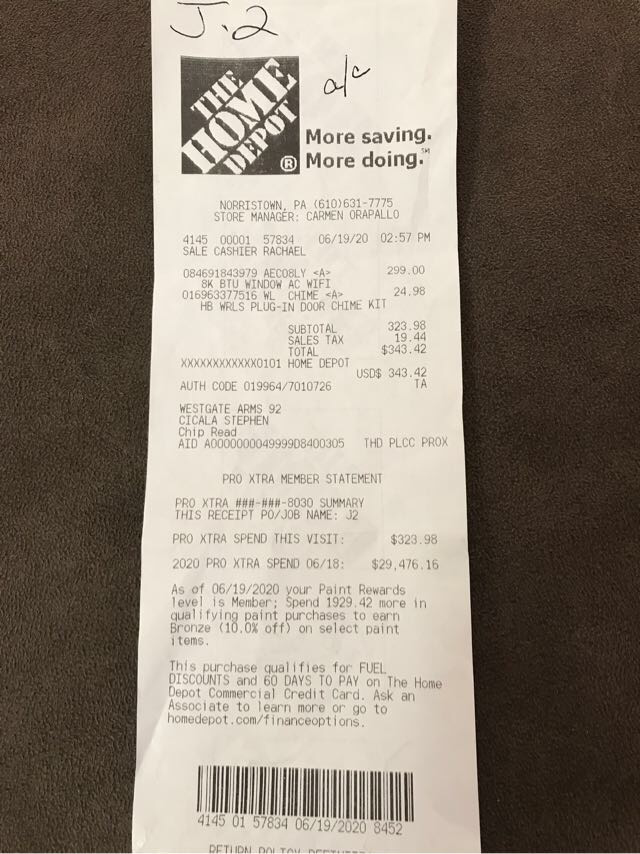 J.2
a/c
THE
HOME
DEPOT
®
More saving.
More doing.℠
NORRISTOWN, PA (610)631-7775
STORE MANAGER: CARMEN ORAPALLO
4145 00001 57834 06/19/20 02:57 PM
SALE CASHIER RACHAEL
084691843979 AEC08LY <A> 299.00
8K BTU WINDOW AC WIFI
016963377516 WL CHIME <A> 24.98
HB WRLS PLUG-IN DOOR CHIME KIT
SUBTOTAL 323.98
SALES TAX 19.44
TOTAL $343.42
XXXXXXXXXXXX0101 HOME DEPOT
USD$ 343.42
AUTH CODE 019964/7010726 TA
WESTGATE ARMS 92
CICALA STEPHEN
Chip Read
AID A0000000049999D8400305 THD PLCC PROX
PRO XTRA MEMBER STATEMENT
PRO XTRA ###-###-8030 SUMMARY
THIS RECEIPT PO/JOB NAME: J2
PRO XTRA SPEND THIS VISIT: $323.98
2020 PRO XTRA SPEND 06/18: $29,476.16
As of 06/19/2020 your Paint Rewards
level is Member; Spend 1929.42 more in
qualifying paint purchases to earn
Bronze (10.0% off) on select paint
items.
This purchase qualifies for FUEL
DISCOUNTS and 60 DAYS TO PAY on The Home
Depot Commercial Credit Card. Ask an
Associate to learn more or go to
homedepot.com/financeoptions.
4145 01 57834 06/19/2020 8452
RETURN POLICY